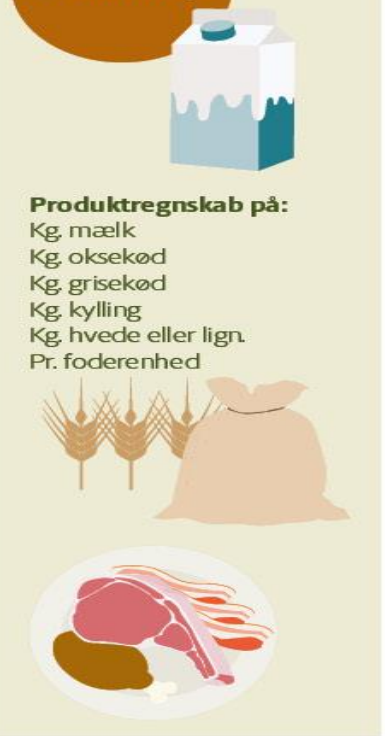 Produktregnskab på:
Kg. mælk
Kg. oksekød
Kg. grisekød
Kg. kylling
Kg. hvede eller lign.
Pr. foderenhed